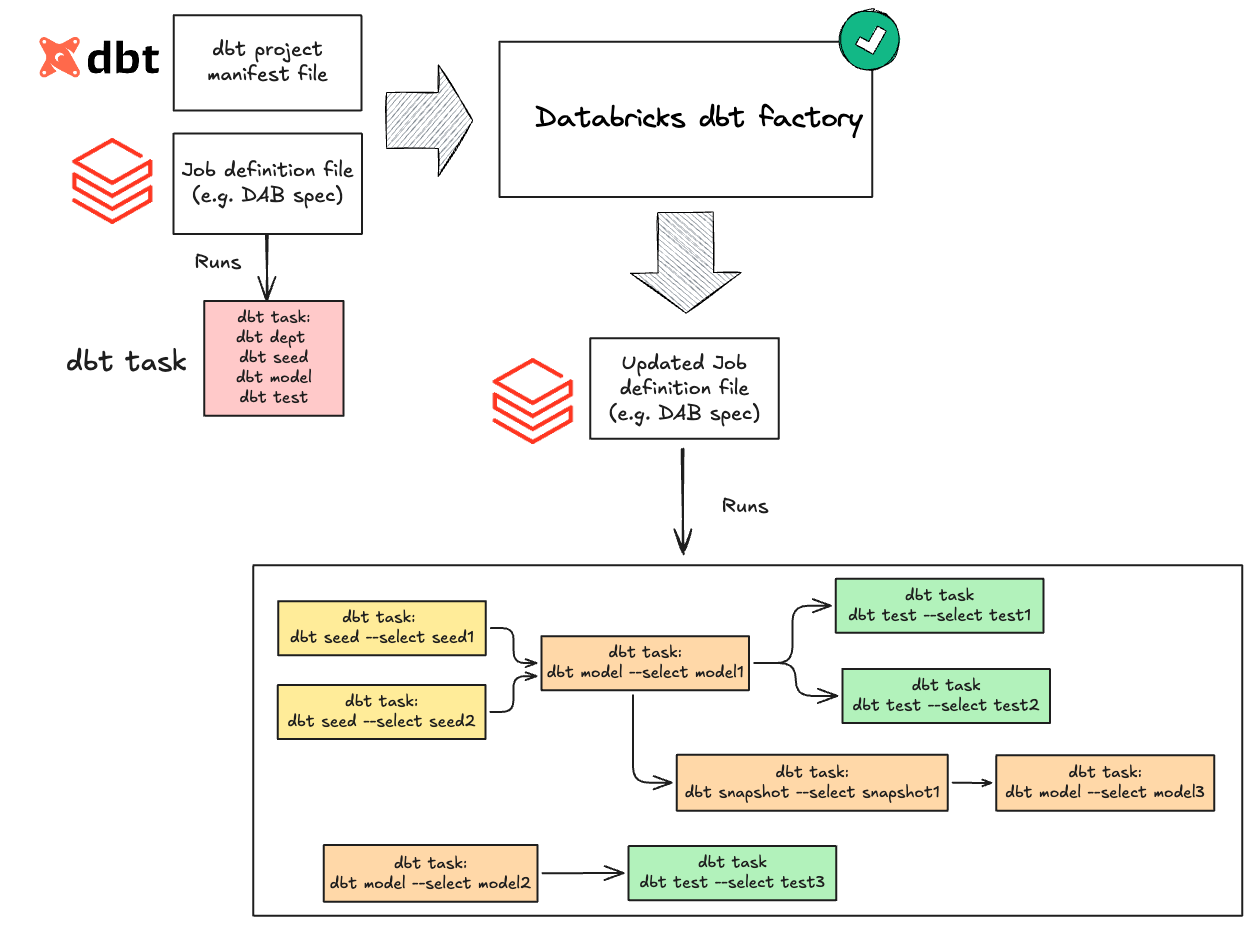 dbt
dbt project
manifest file
Databricks dbt factory
Job definition file
(e.g. DAB spec)
Runs
dbt task
dbt task:
dbt dept
dbt seed
dbt model
dbt test
Updated Job
definition file
(e.g. DAB spec)
Runs
dbt task:
dbt seed --select seed1
dbt task:
dbt seed --select seed2
dbt task:
dbt model --select model1
dbt task
dbt test --select test1
dbt task
dbt test --select test2
dbt task:
dbt snapshot --select snapshot1
dbt task:
dbt model --select model3
dbt task:
dbt model --select model2
dbt task
dbt test --select test3